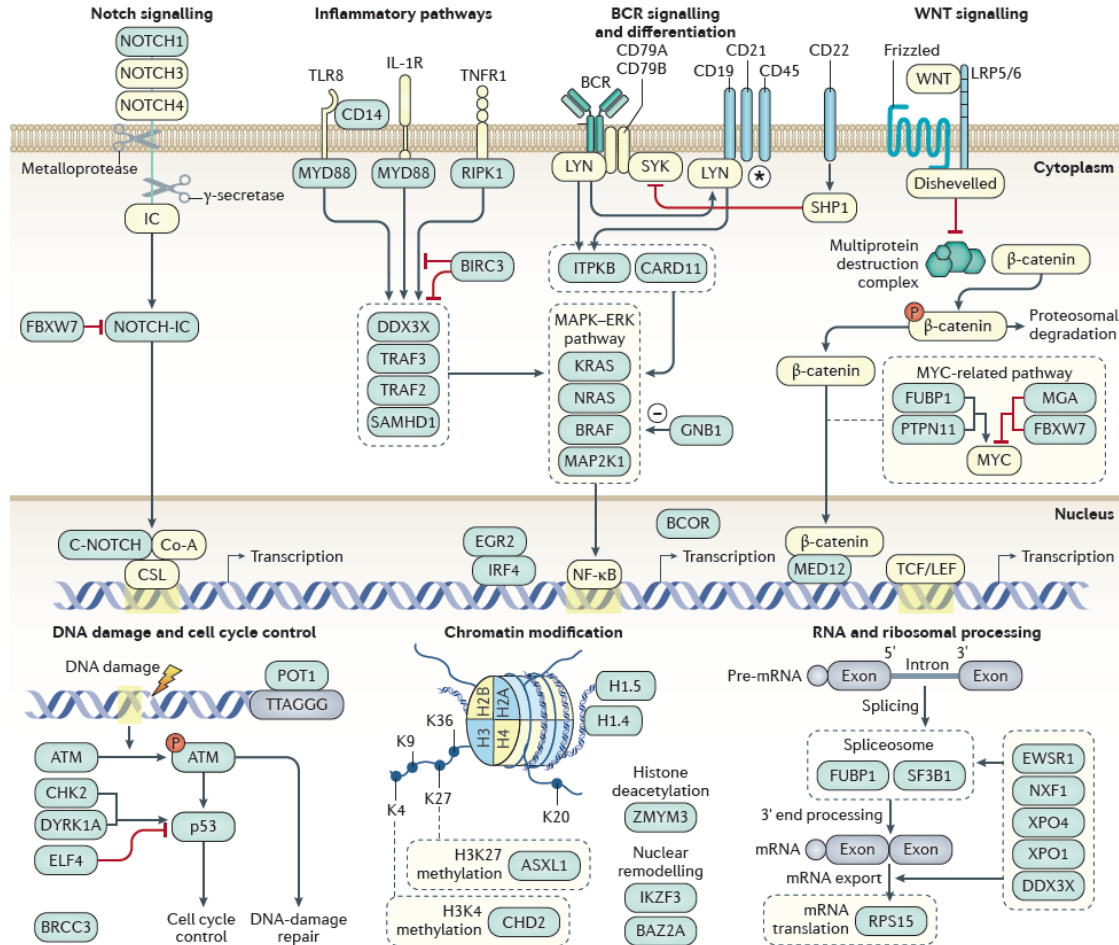 Notch signalling
NOTCH1
NOTCH3
NOTCH4
Metalloprotease
γ-secretase
IC
FBXW7
NOTCH-IC
C-NOTCH
Co-A
CSL
Transcription
Inflammatory pathways
TLR8
IL-1R
TNFR1
CD14
MYD88
MYD88
RIPK1
BIRC3
DDX3X
TRAF3
TRAF2
SAMHD1
BCR signalling
and differentiation
CD79A
CD79B
BCR
CD21
CD19
CD45
CD22
LYN
SYK
LYN
*
SHP1
ITPKB
CARD11
MAPK–ERK
pathway
KRAS
NRAS
BRAF
MAP2K1
−
GNB1
EGR2
IRF4
NF-κB
BCOR
Transcription
WNT signalling
Frizzled
WNT
LRP5/6
Cytoplasm
Dishevelled
Multiprotein
destruction
complex
β-catenin
P
β-catenin
Proteosomal
degradation
β-catenin
MYC-related pathway
FUBP1
PTPN11
MGA
FBXW7
MYC
Nucleus
β-catenin
MED12
TCF/LEF
Transcription
DNA damage and cell cycle control
DNA damage
POT1
TTAGGG
ATM
P
ATM
CHK2
DYRK1A
p53
ELF4
BRCC3
Cell cycle
control
DNA-damage
repair
Chromatin modification
H2B
H2A
H3
H4
H1.5
H1.4
K36
K9
K27
K4
K20
H3K27
methylation
ASXL1
H3K4
methylation
CHD2
Histone
deacetylation
ZMYM3
Nuclear
remodelling
IKZF3
BAZ2A
RNA and ribosomal processing
5'
Intron
3'
Pre-mRNA
Exon
Exon
Splicing
Spliceosome
FUBP1
SF3B1
EWSR1
NXF1
XPO4
XPO1
DDX3X
3' end processing
mRNA
Exon
Exon
mRNA export
mRNA
translation
RPS15